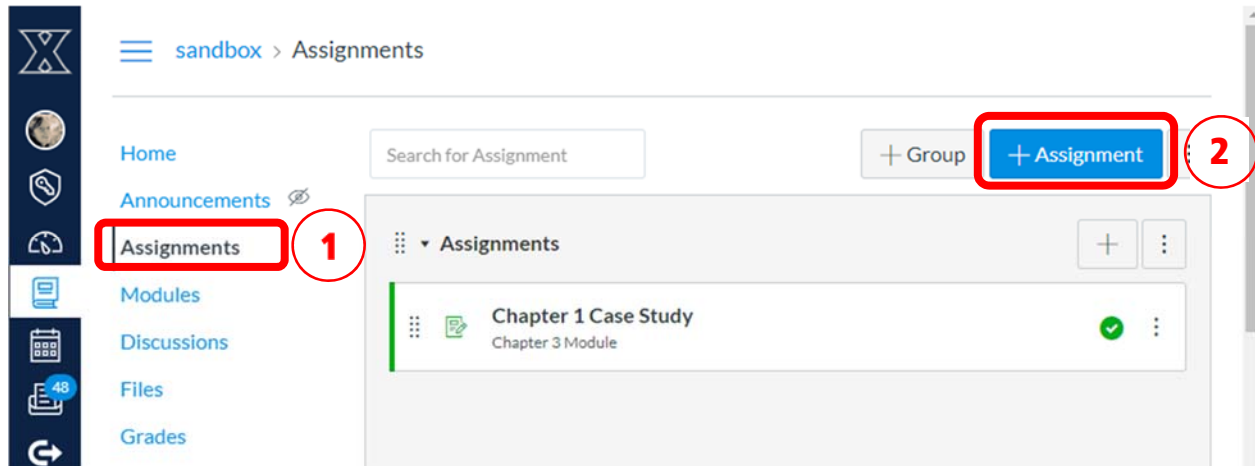 sandbox > Assignments
Home
Search for Assignment
+ Group
+ Assignment
2
Announcements
Assignments
1
Assignments
Modules
Chapter 1 Case Study
Chapter 3 Module
Discussions
Files
48
Grades